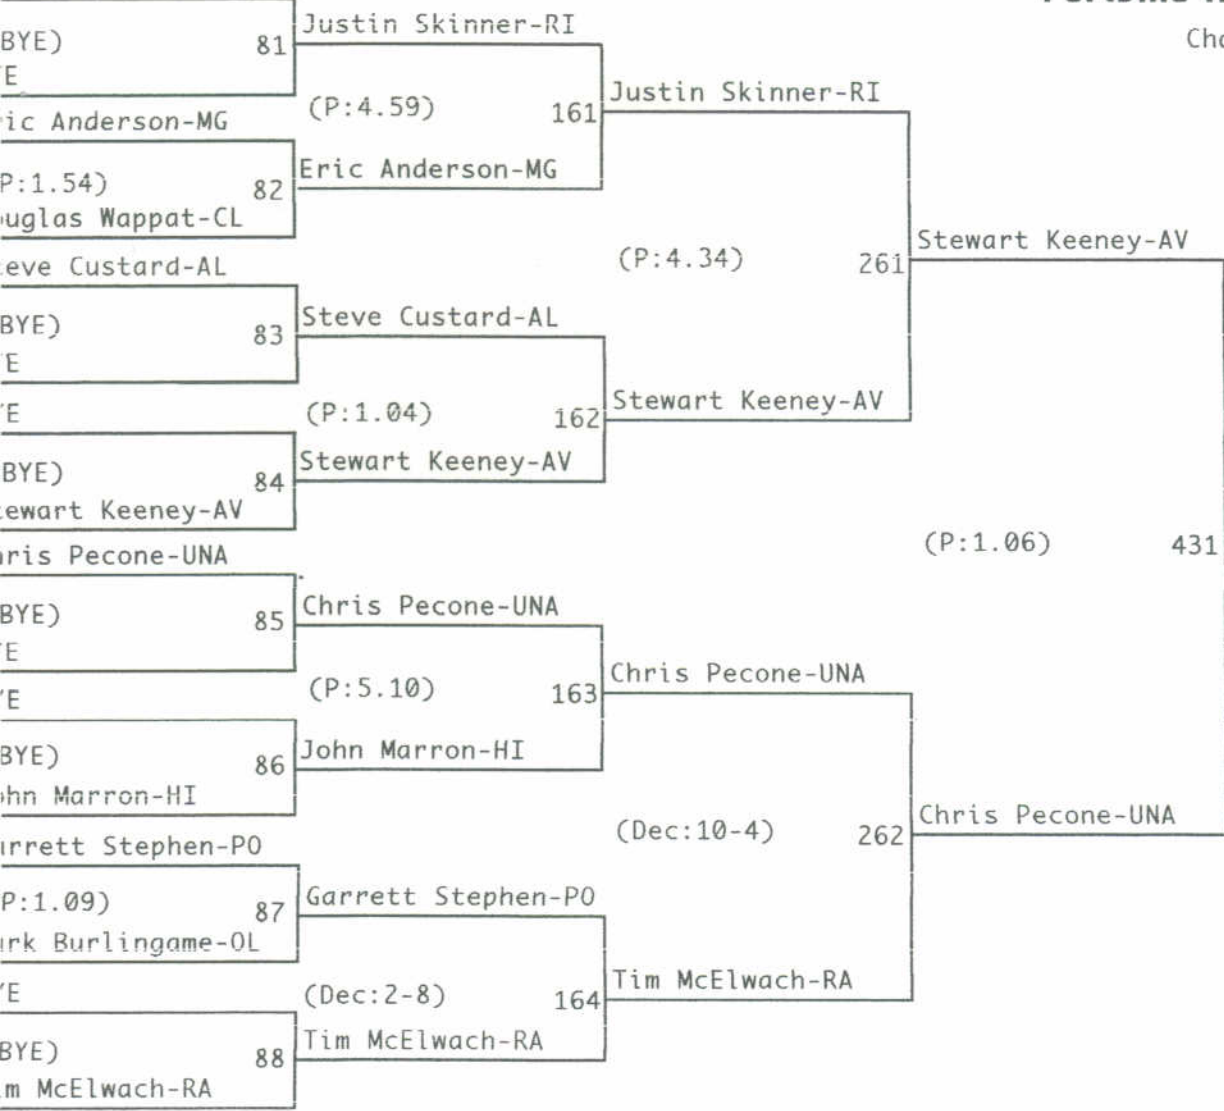 Justin Skinner-RI
BYE)
81
E
(P:4.59)
161
Justin Skinner-RI
ic Anderson-MG
Eric Anderson-MG
P:1.54)
82
uglas Wappat-CL
Stewart Keeney-AV
eve Custard-AL
(P:4.34)
261
BYE)
83
Steve Custard-AL
E
E
(P:1.04)
162
Stewart Keeney-AV
BYE)
84
Stewart Keeney-AV
ewart Keeney-AV
(P:1.06)
431
ris Pecone-UNA
BYE)
85
Chris Pecone-UNA
E
E
(P:5.10)
163
Chris Pecone-UNA
BYE)
86
John Marron-HI
hn Marron-HI
(Dec:10-4)
262
Chris Pecone-UNA
rrett Stephen-PO
P:1.09)
87
Garrett Stephen-PO
rk Burlingame-OL
E
(Dec:2-8)
164
Tim McElwach-RA
BYE)
88
Tim McElwach-RA
m McElwach-RA